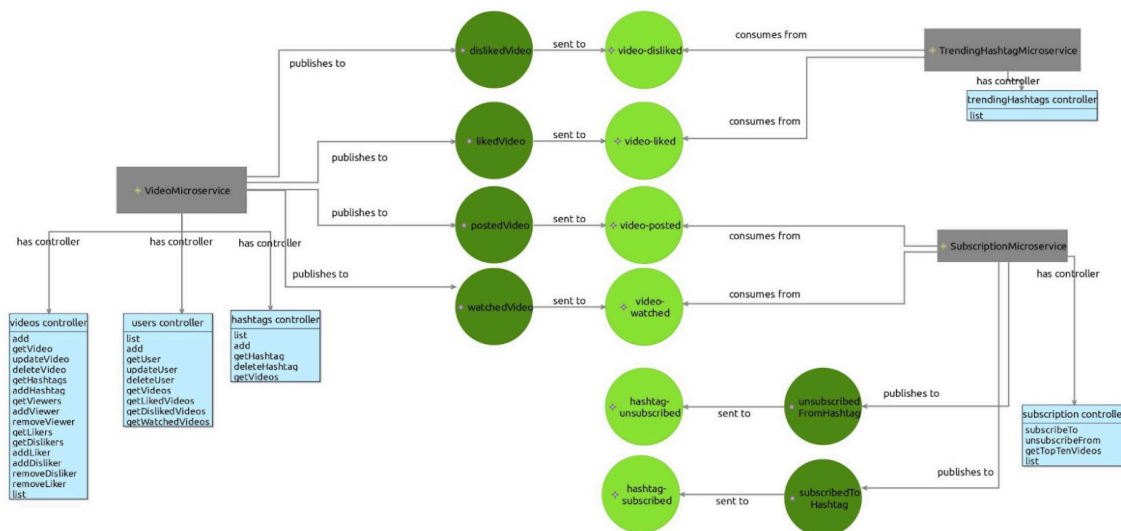 dislikedVideo
sent to
video-disliked
consumes from
TrendingHashtagMicroservice
publishes to
has controller
trendingHashtags controller
list
consumes from
likedVideo
sent to
video-liked
publishes to
VideoMicroservice
publishes to
postedVideo
sent to
video-posted
consumes from
SubscriptionMicroservice
has controller
has controller
has controller
has controller
publishes to
watchedVideo
sent to
video-
watched
consumes from
videos controller
add
getVideo
updateVideo
deleteVideo
getHashtags
addHashtag
getViewers
addViewer
removeViewer
getLikers
getDislikers
addLiker
addDisliker
removeDisliker
removeLiker
list
users controller
list
add
getUser
updateUser
deleteUser
getVideos
getLikedVideos
getDislikedVideos
getWatchedVideos
hashtags controller
list
add
getHashtag
deleteHashtag
getVideos
hashtag-
unsubscribed
sent to
unsubscribed
FromHashtag
publishes to
subscription controller
subscribeTo
unsubscribeFrom
getTopTenVideos
list
publishes to
hashtag-
subscribed
sent to
subscribedTo
Hashtag